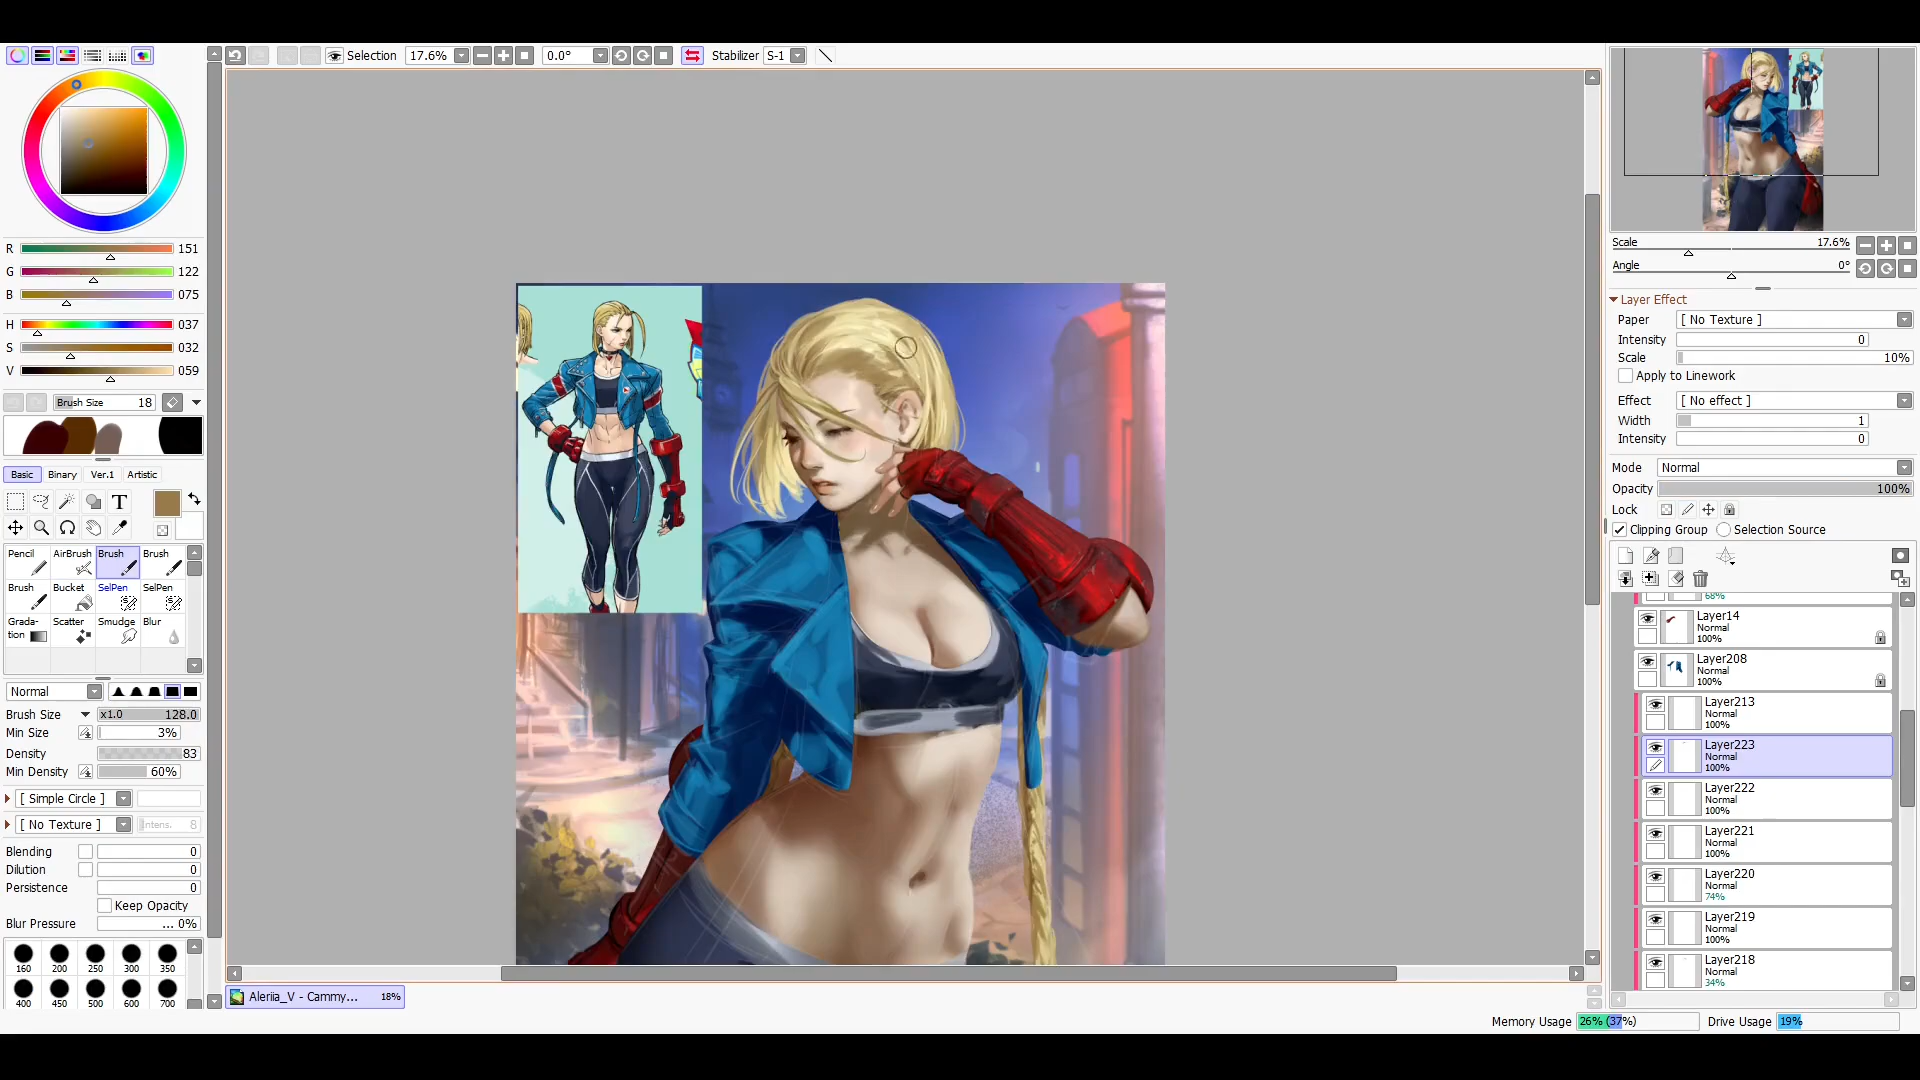 Selection 17.6% 0.0° Stabilizer S-1
R 151
G 122
B 075
H 037
S 032
V 059
Brush Size 18
Basic Binary Ver.1 Artistic
T
Pencil AirBrush Brush Brush
Brush Bucket SelPen SelPen
Grada-
tion Scatter Smudge Blur
Normal
Brush Size x1.0 128.0
Min Size 3%
Density 83
Min Density 60%
[ Simple Circle ]
[ No Texture ] Intens. 8
Blending 0
Dilution 0
Persistence 0
Keep Opacity
Blur Pressure ... 0%
160 200 250 300 350
400 450 500 600 700
Aleriia_V - Cammy... 18%
Scale 17.6%
Angle 0°
Layer Effect
Paper [ No Texture ]
Intensity 0
Scale 10%
Apply to Linework
Effect [ No effect ]
Width 1
Intensity 0
Mode Normal
Opacity 100%
Lock
Clipping Group Selection Source
68%
Layer14
Normal
100%
Layer208
Normal
100%
Layer213
Normal
100%
Layer223
Normal
100%
Layer222
Normal
100%
Layer221
Normal
100%
Layer220
Normal
74%
Layer219
Normal
100%
Layer218
Normal
34%
Memory Usage 26% (37%) Drive Usage 19%